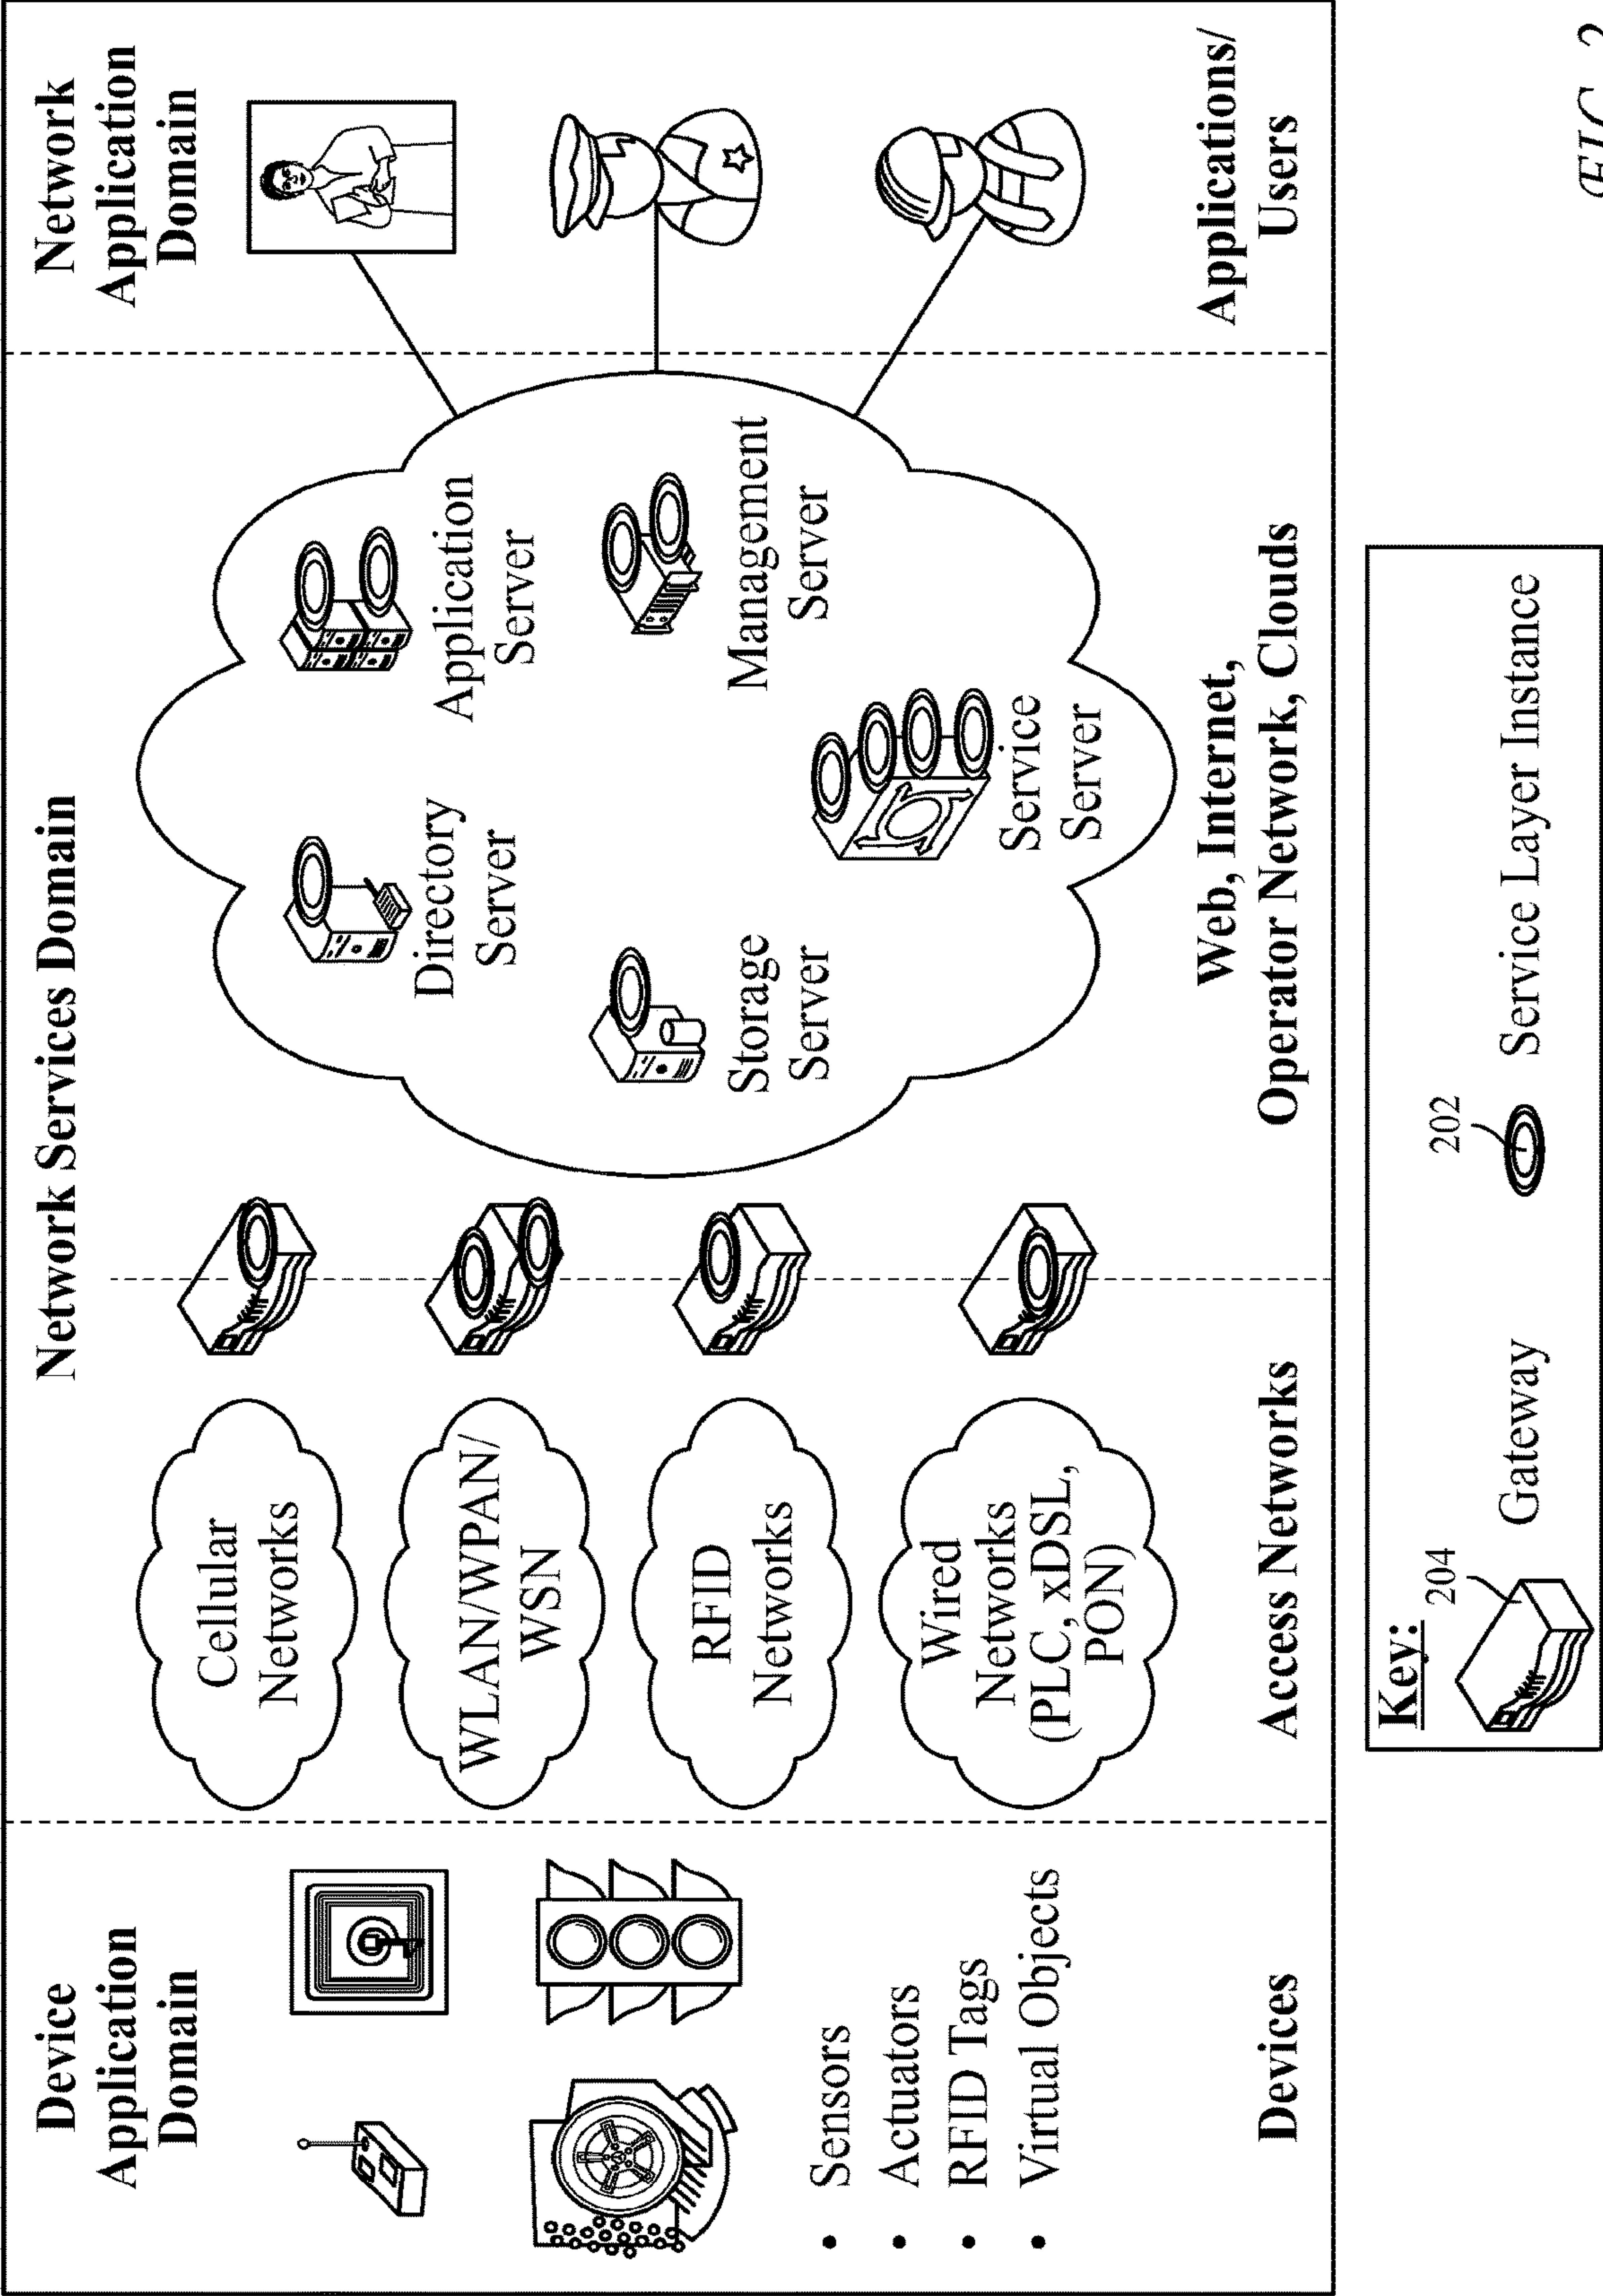 Network Services Domain
Device
Application
Domain
Network
Application
Domain
Cellular
Networks
WLAN/WPAN/
WSN
RFID
Networks
Wired
Networks
(PLC, xDSL,
PON)
Directory
Server
Application
Server
Storage
Server
Management
Server
Service
Server
• Sensors
• Actuators
• RFID Tags
• Virtual Objects
Devices
Access Networks
Web, Internet,
Operator Network, Clouds
Applications/
Users
Key:
204
Gateway
202
Service Layer Instance
FIG. 2